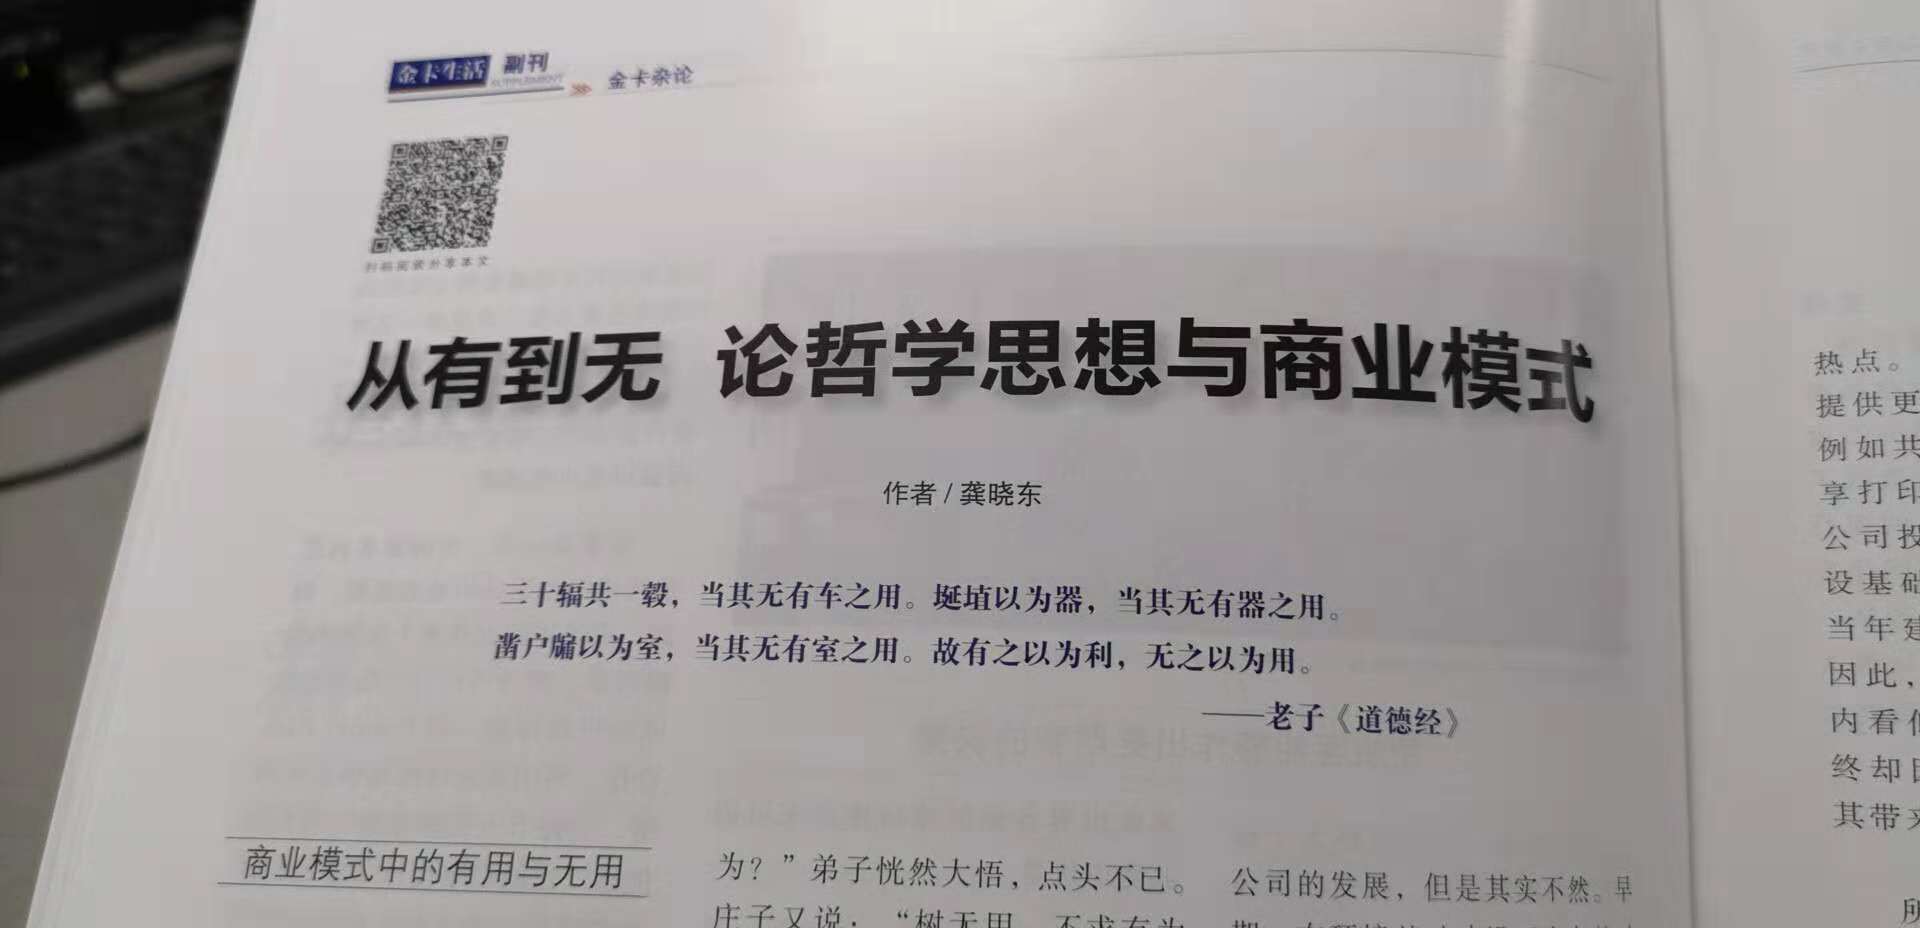 金卡生活 副刊
SUPPLEMENT
金卡杂论
扫码阅读分享本文
从有到无 论哲学思想与商业模式
作者/龚晓东
三十辐共一毂，当其无有车之用。埏埴以为器，当其无有器之用。
凿户牖以为室，当其无有室之用。故有之以为利，无之以为用。
——老子《道德经》
商业模式中的有用与无用
为？”弟子恍然大悟，点头不已。
庄子又说：“树无用，不求有为
公司的发展，但是其实不然。早
热点。
提供更
例如共
享打印
公司投
设基础
当年建
因此，
内看
终却因
其带来
所